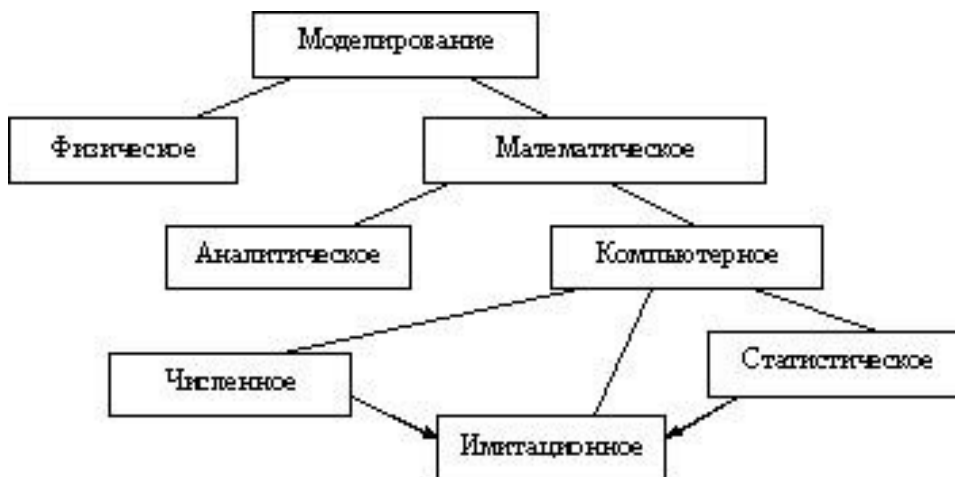 Моделирование
Физическое
Математическое
Аналитическое
Компьютерное
Численное
Статистическое
Имитационное